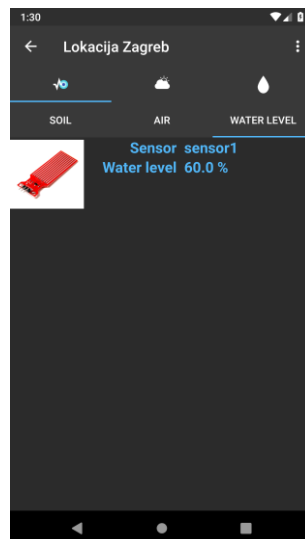 1:30
Lokacija Zagreb
SOIL AIR WATER LEVEL
Sensor sensor1
Water level 60.0 %